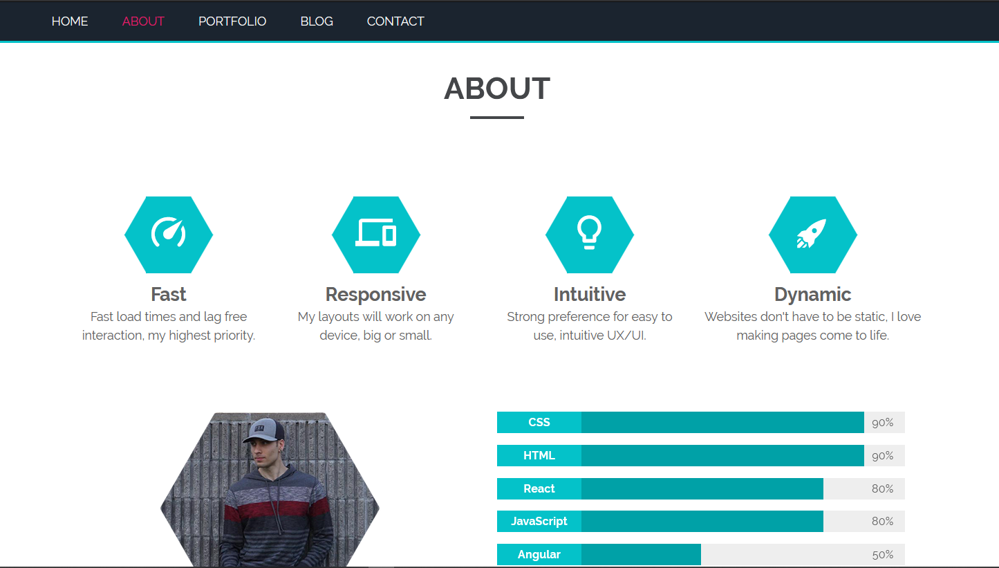 HOME ABOUT PORTFOLIO BLOG CONTACT
ABOUT
Fast
Fast load times and lag free
interaction, my highest priority.
Responsive
My layouts will work on any
device, big or small.
Intuitive
Strong preference for easy to
use, intuitive UX/UI.
Dynamic
Websites don't have to be static, I love
making pages come to life.
CSS 90%
HTML 90%
React 80%
JavaScript 80%
Angular 50%